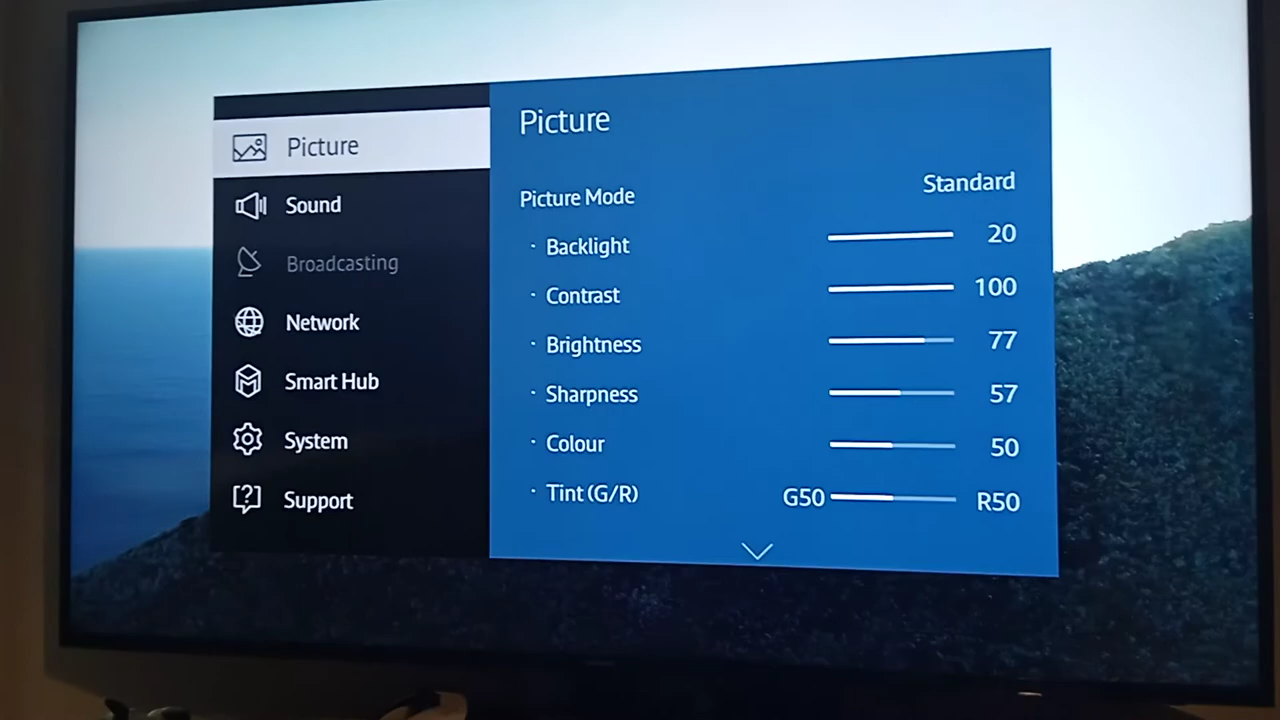 Picture
Sound
Broadcasting
Network
Smart Hub
System
Support
Picture
Picture Mode Standard
· Backlight 20
· Contrast 100
· Brightness 77
· Sharpness 57
· Colour 50
· Tint (G/R) G50 R50